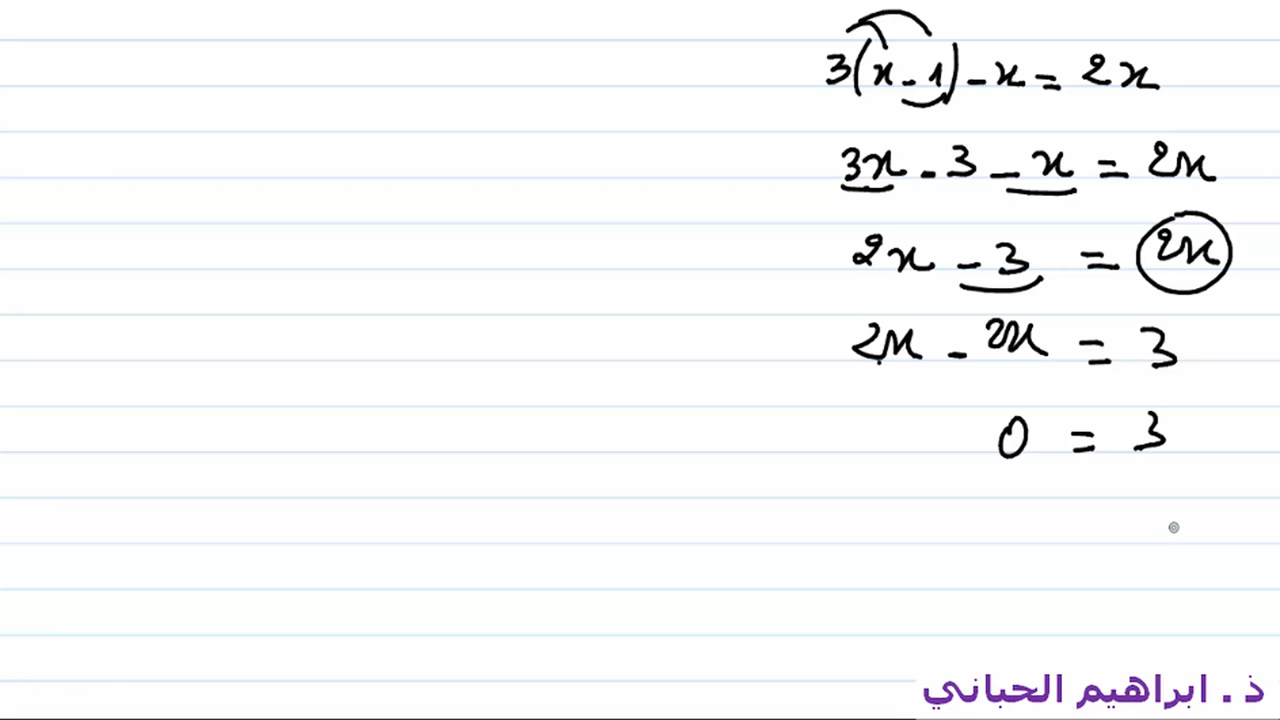 3(x - 1) - x = 2x
3x - 3 - x = 2x
2x - 3 = 2x
2x - 2x = 3
0 = 3
ذ . ابراهيم الحباني